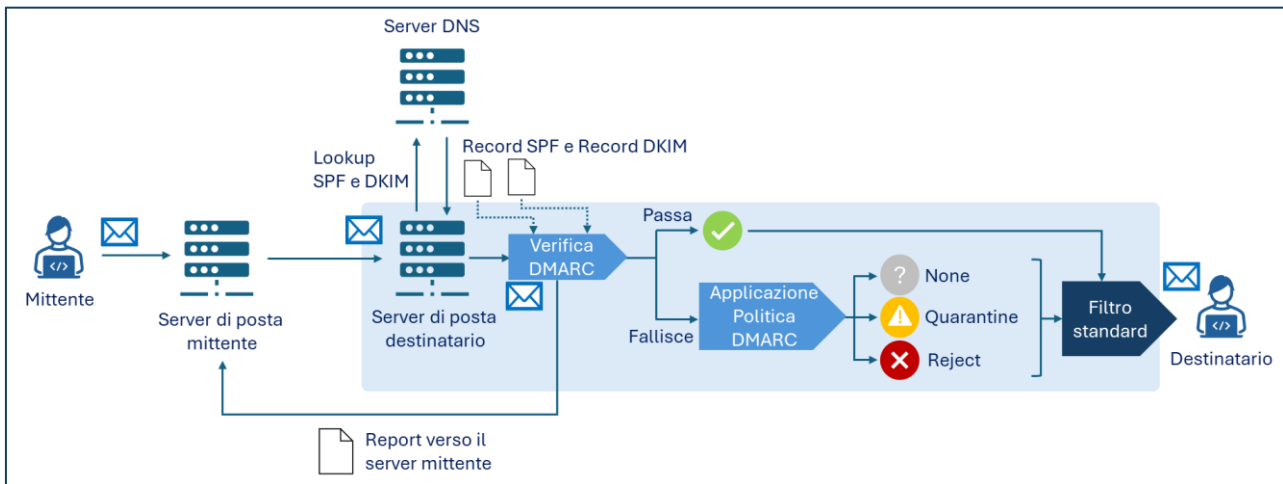 Server DNS
Lookup
SPF e DKIM
Record SPF e Record DKIM
Mittente
Server di posta
mittente
Server di posta
destinatario
Verifica
DMARC
Passa
Fallisce
Applicazione
Politica
DMARC
None
Quarantine
Reject
Filtro
standard
Destinatario
Report verso il
server mittente